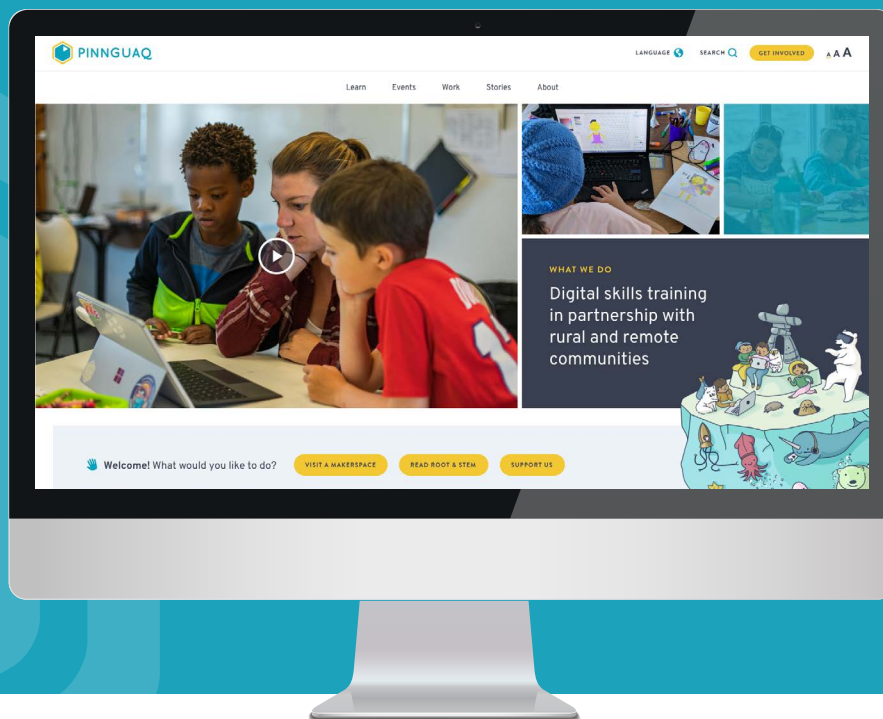 PINNGUAQ
LANGUAGE SEARCH GET INVOLVED A A A
Learn Events Work Stories About
WHAT WE DO
Digital skills training
in partnership with
rural and remote
communities
Welcome! What would you like to do? VISIT A MAKERSPACE READ ROOT & STEM SUPPORT US